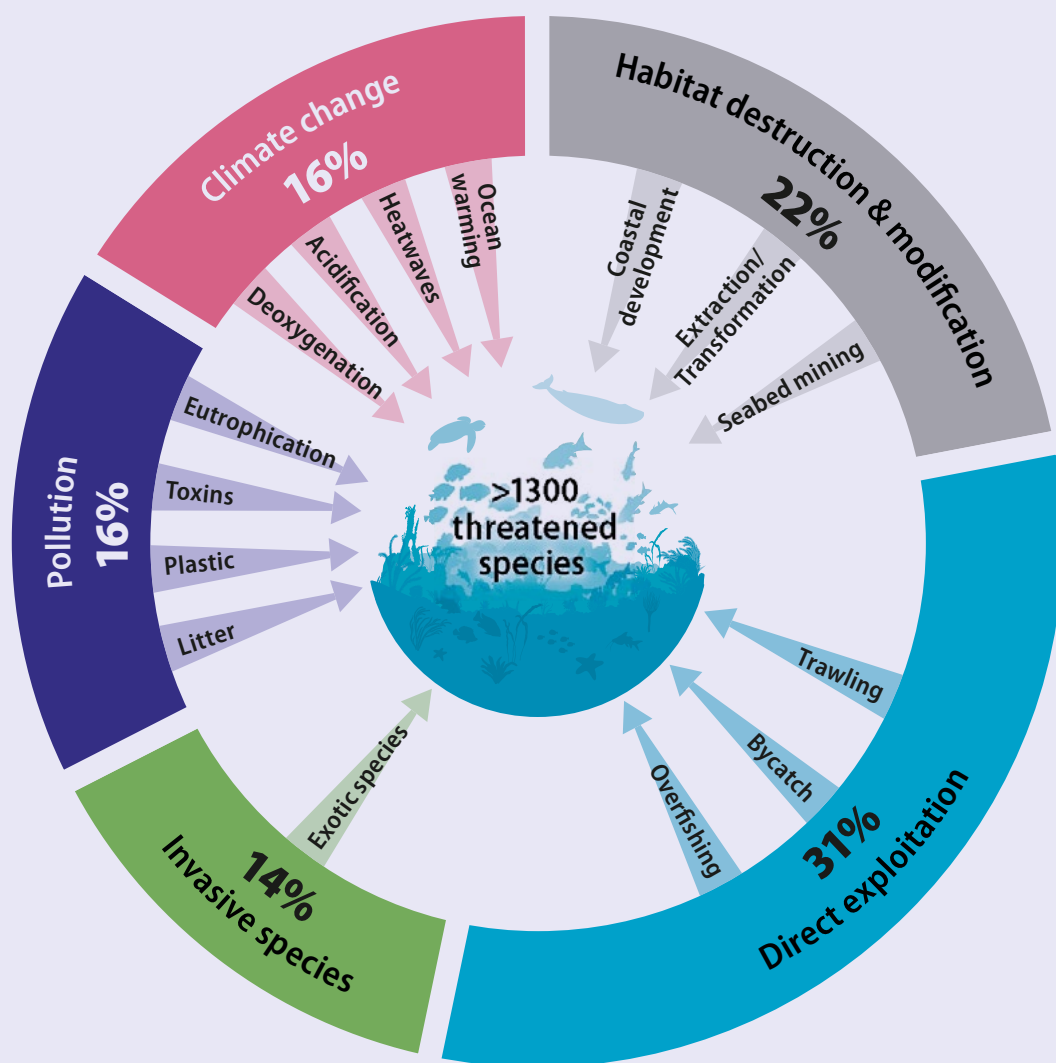 Climate change
16%
Ocean
warming
Heatwaves
Acidification
Deoxygenation
Habitat destruction & modification
22%
Coastal
development
Extraction/
Transformation
Seabed mining
Pollution
16%
Eutrophication
Toxins
Plastic
Litter
>1300
threatened
species
Trawling
Bycatch
Overfishing
31%
Direct exploitation
Exotic species
14%
Invasive species